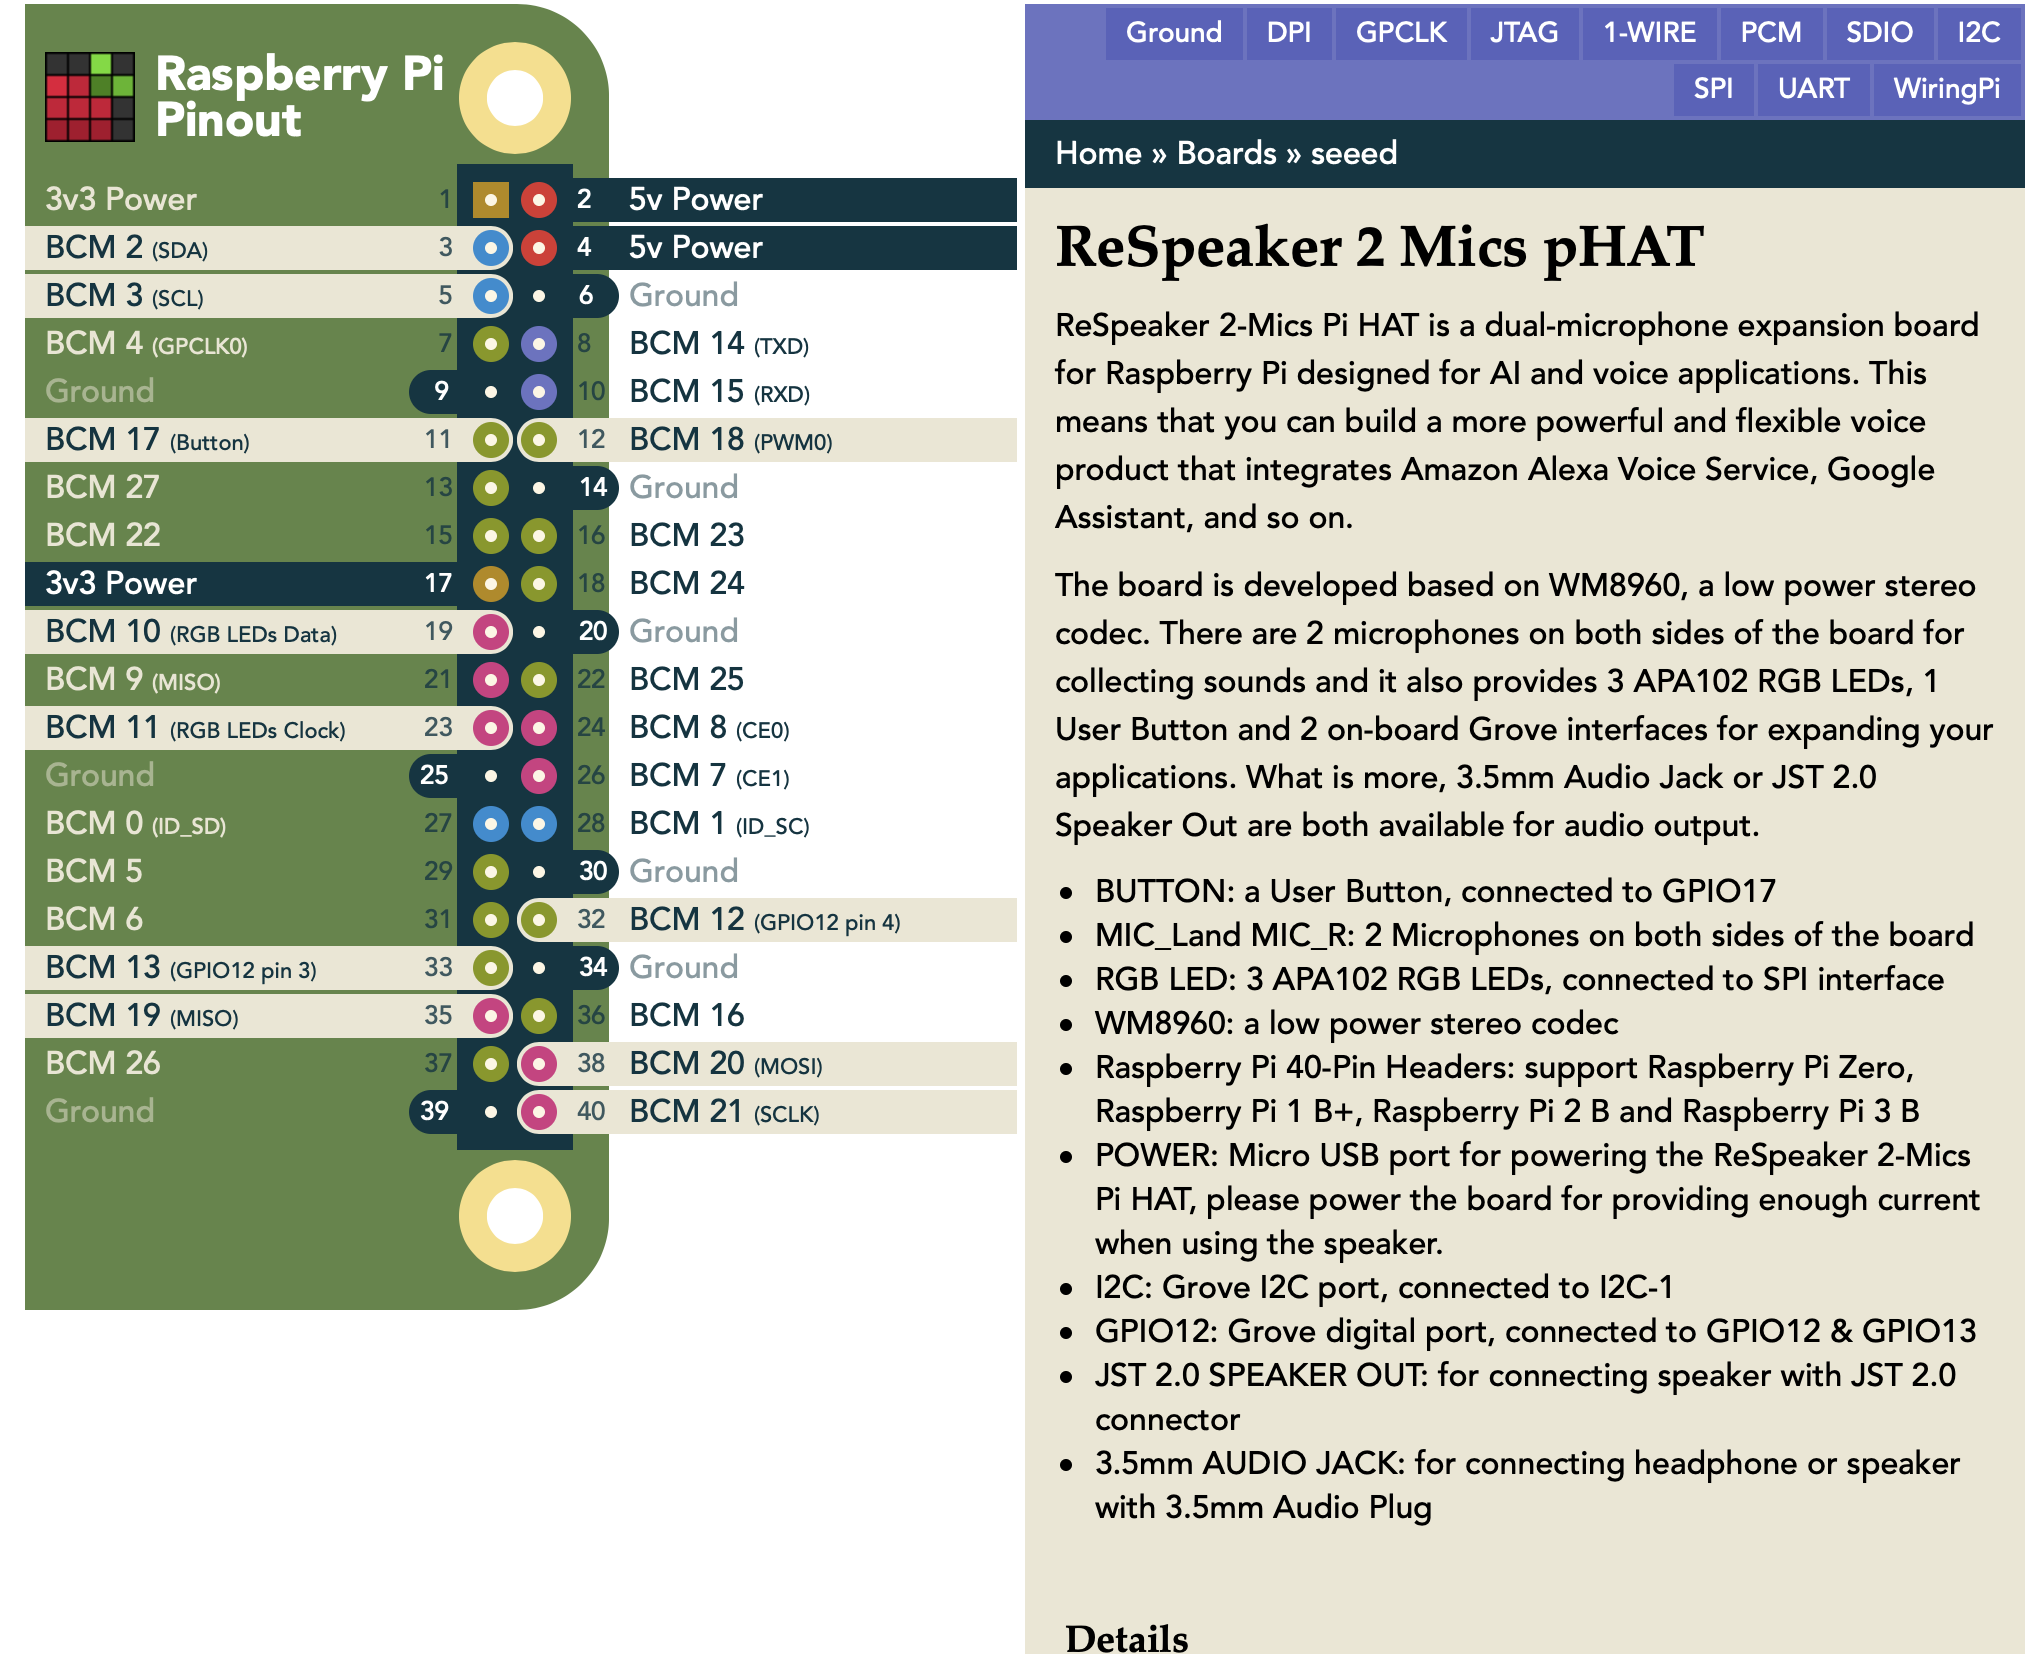 Raspberry Pi
Pinout
3v3 Power 1 2 5v Power
BCM 2 (SDA) 3 4 5v Power
BCM 3 (SCL) 5 6 Ground
BCM 4 (GPCLK0) 7 8 BCM 14 (TXD)
Ground 9 10 BCM 15 (RXD)
BCM 17 (Button) 11 12 BCM 18 (PWM0)
BCM 27 13 14 Ground
BCM 22 15 16 BCM 23
3v3 Power 17 18 BCM 24
BCM 10 (RGB LEDs Data) 19 20 Ground
BCM 9 (MISO) 21 22 BCM 25
BCM 11 (RGB LEDs Clock) 23 24 BCM 8 (CE0)
Ground 25 26 BCM 7 (CE1)
BCM 0 (ID_SD) 27 28 BCM 1 (ID_SC)
BCM 5 29 30 Ground
BCM 6 31 32 BCM 12 (GPIO12 pin 4)
BCM 13 (GPIO12 pin 3) 33 34 Ground
BCM 19 (MISO) 35 36 BCM 16
BCM 26 37 38 BCM 20 (MOSI)
Ground 39 40 BCM 21 (SCLK)
Ground DPI GPCLK JTAG 1-WIRE PCM SDIO I2C
SPI UART WiringPi
Home » Boards » seeed
ReSpeaker 2 Mics pHAT
ReSpeaker 2-Mics Pi HAT is a dual-microphone expansion board
for Raspberry Pi designed for AI and voice applications. This
means that you can build a more powerful and flexible voice
product that integrates Amazon Alexa Voice Service, Google
Assistant, and so on.
The board is developed based on WM8960, a low power stereo
codec. There are 2 microphones on both sides of the board for
collecting sounds and it also provides 3 APA102 RGB LEDs, 1
User Button and 2 on-board Grove interfaces for expanding your
applications. What is more, 3.5mm Audio Jack or JST 2.0
Speaker Out are both available for audio output.
• BUTTON: a User Button, connected to GPIO17
• MIC_Land MIC_R: 2 Microphones on both sides of the board
• RGB LED: 3 APA102 RGB LEDs, connected to SPI interface
• WM8960: a low power stereo codec
• Raspberry Pi 40-Pin Headers: support Raspberry Pi Zero,
Raspberry Pi 1 B+, Raspberry Pi 2 B and Raspberry Pi 3 B
• POWER: Micro USB port for powering the ReSpeaker 2-Mics
Pi HAT, please power the board for providing enough current
when using the speaker.
• I2C: Grove I2C port, connected to I2C-1
• GPIO12: Grove digital port, connected to GPIO12 & GPIO13
• JST 2.0 SPEAKER OUT: for connecting speaker with JST 2.0
connector
• 3.5mm AUDIO JACK: for connecting headphone or speaker
with 3.5mm Audio Plug
Details